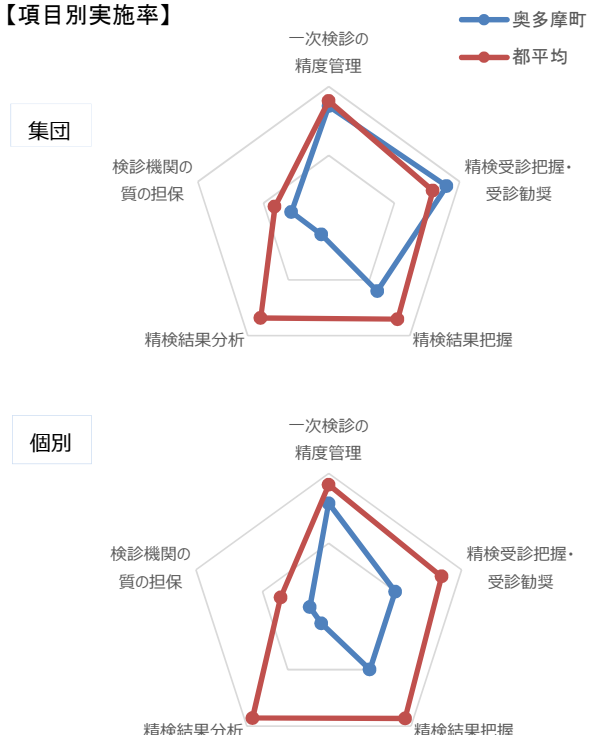 【項目別実施率】
奥多摩町
都平均
集団
一次検診の
精度管理
精検受診把握・
受診勧奨
精検結果把握
精検結果分析
検診機関の
質の担保
個別
一次検診の
精度管理
精検受診把握・
受診勧奨
精検結果把握
精検結果分析
検診機関の
質の担保